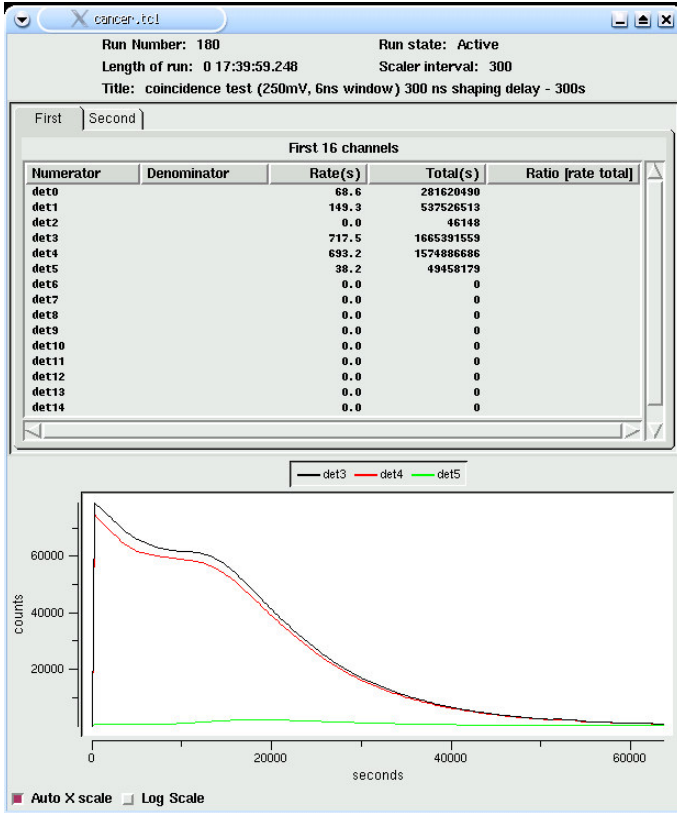 cancer.tcl
Run Number: 180 Run state: Active
Length of run: 0 17:39:59.248 Scaler interval: 300
Title: coincidence test (250mV, 6ns window) 300 ns shaping delay - 300s
First Second
First 16 channels
Numerator Denominator Rate(s) Total(s) Ratio [rate total]
det0 68.6 281620490
det1 149.3 537526513
det2 0.0 46148
det3 717.5 1665391559
det4 693.2 1574886686
det5 38.2 49458179
det6 0.0 0
det7 0.0 0
det8 0.0 0
det9 0.0 0
det10 0.0 0
det11 0.0 0
det12 0.0 0
det13 0.0 0
det14 0.0 0
det3 det4 det5
60000
40000
20000
counts
0 20000 40000 60000
seconds
Auto X scale Log Scale